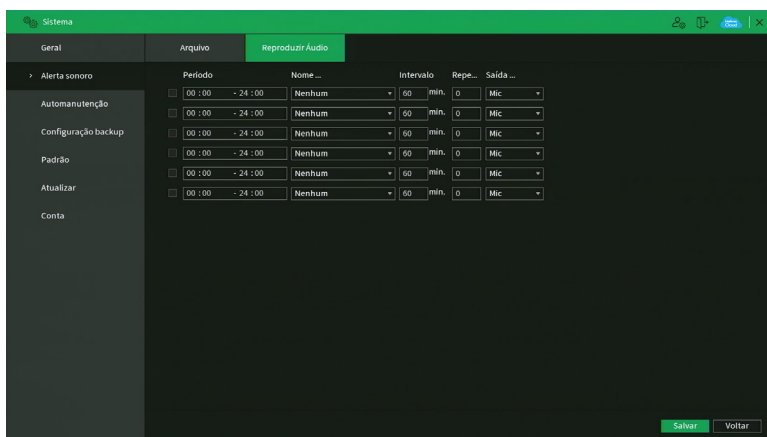 Sistema
Geral
Alerta sonoro
Automanutenção
Configuração backup
Padrão
Atualizar
Conta
Arquivo Reproduzir Áudio
Período Nome ... Intervalo Repe... Saída ...
00 : 00 - 24 : 00 Nenhum 60 min. 0 Mic
00 : 00 - 24 : 00 Nenhum 60 min. 0 Mic
00 : 00 - 24 : 00 Nenhum 60 min. 0 Mic
00 : 00 - 24 : 00 Nenhum 60 min. 0 Mic
00 : 00 - 24 : 00 Nenhum 60 min. 0 Mic
00 : 00 - 24 : 00 Nenhum 60 min. 0 Mic
Salvar Voltar